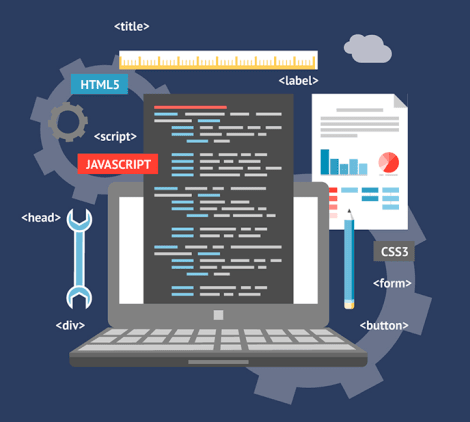 <title>
<label>
HTML5
<script>
JAVASCRIPT
<head>
CSS3
<form>
<div>
<button>